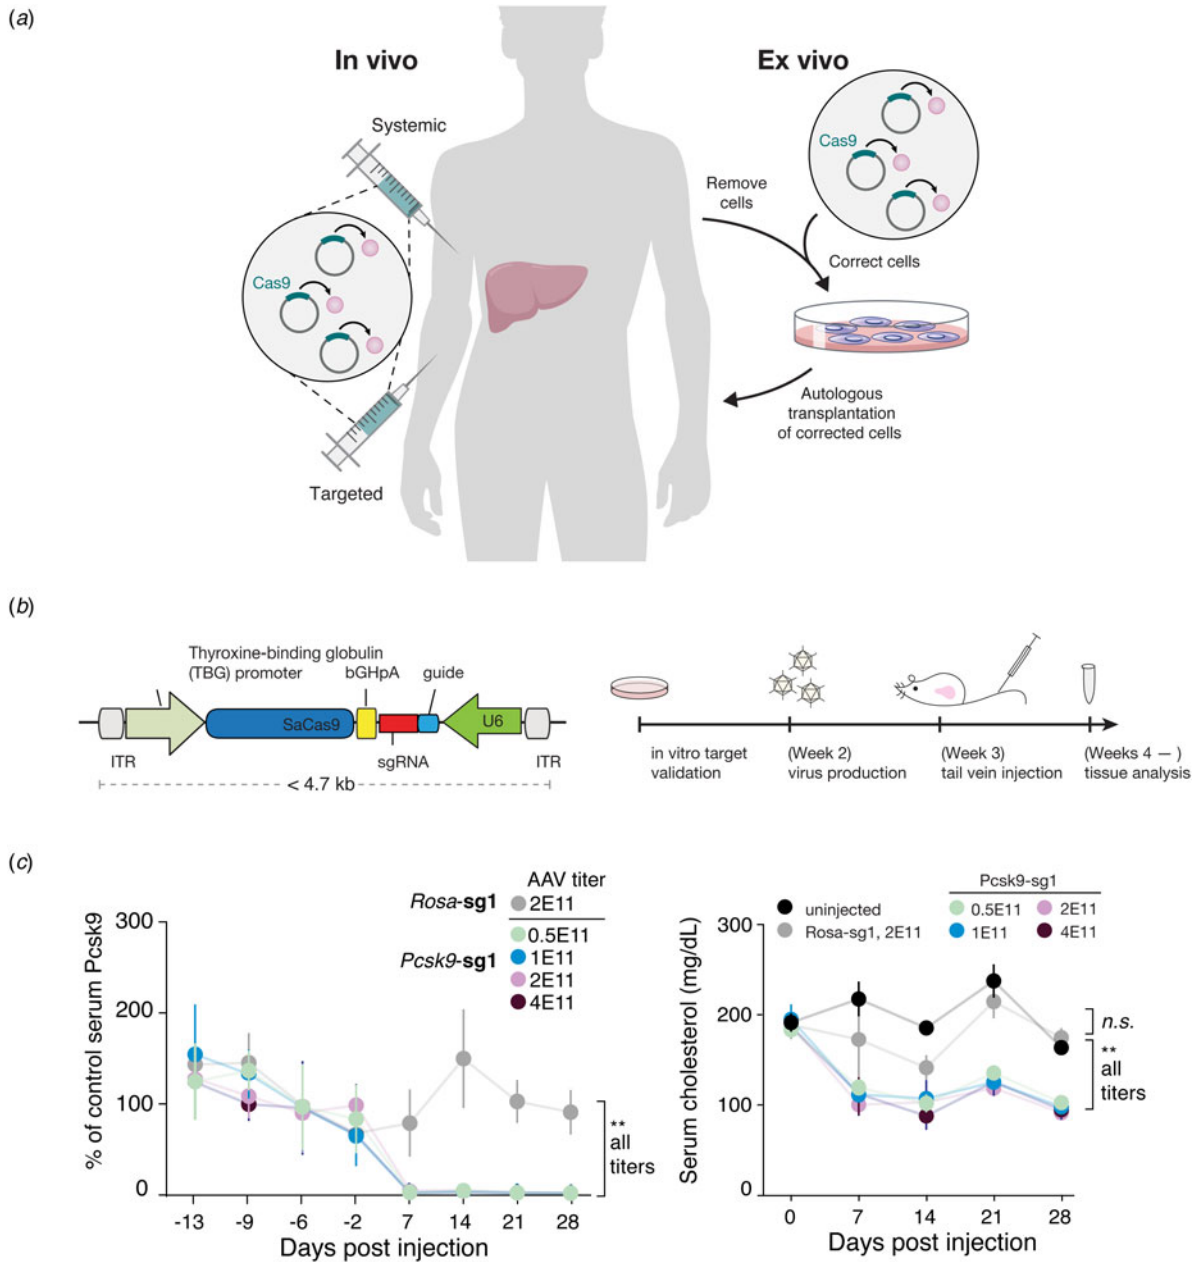 (a)
In vivo
Ex vivo
Systemic
Cas9
Targeted
Cas9
Remove
cells
Correct cells
Autologous
transplantation
of corrected cells
(b)
Thyroxine-binding globulin
(TBG) promoter
bGHpA
guide
SaCas9
U6
ITR
sgRNA
ITR
< 4.7 kb
in vitro target
validation
(Week 2)
virus production
(Week 3)
tail vein injection
(Weeks 4 — )
tissue analysis
(c)
AAV titer
Rosa-sg1
2E11
Pcsk9-sg1
0.5E11
1E11
2E11
4E11
% of control serum Pcsk9
300
200
100
0
-13 -9 -6 -2 7 14 21 28
Days post injection
**
all
titers
Pcsk9-sg1
uninjected
0.5E11
2E11
Rosa-sg1, 2E11
1E11
4E11
Serum cholesterol (mg/dL)
300
200
100
0
0 7 14 21 28
Days post injection
n.s.
**
all
titers